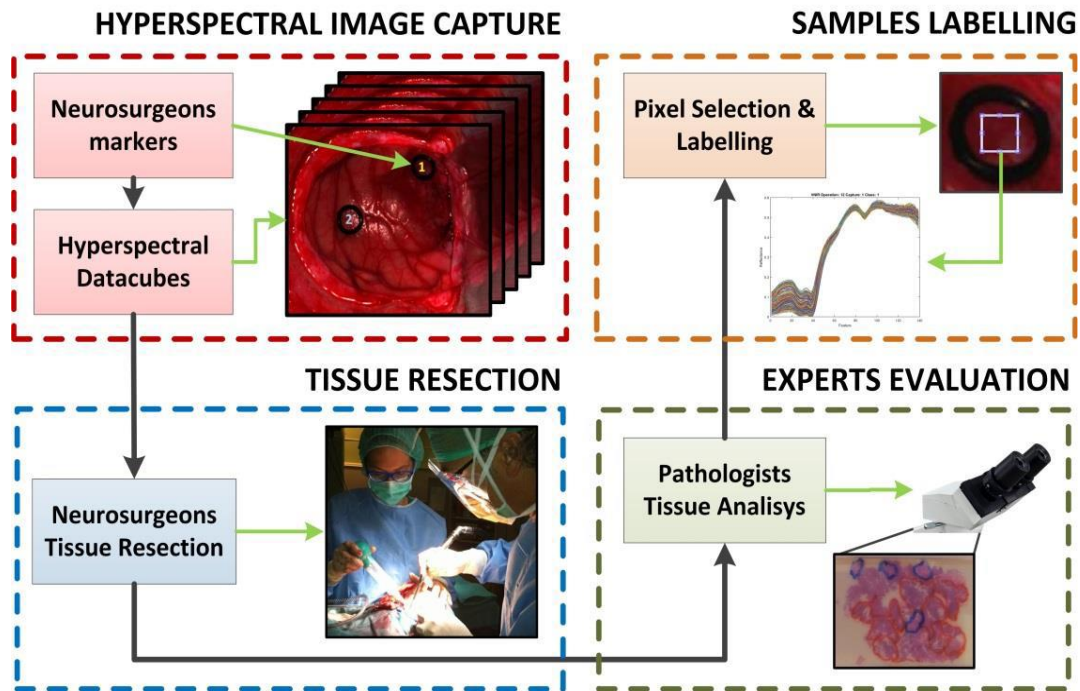 HYPERSPECTRAL IMAGE CAPTURE
Neurosurgeons
markers
Hyperspectral
Datacubes
1
2
SAMPLES LABELLING
Pixel Selection &
Labelling
TISSUE RESECTION
Neurosurgeons
Tissue Resection
EXPERTS EVALUATION
Pathologists
Tissue Analisys